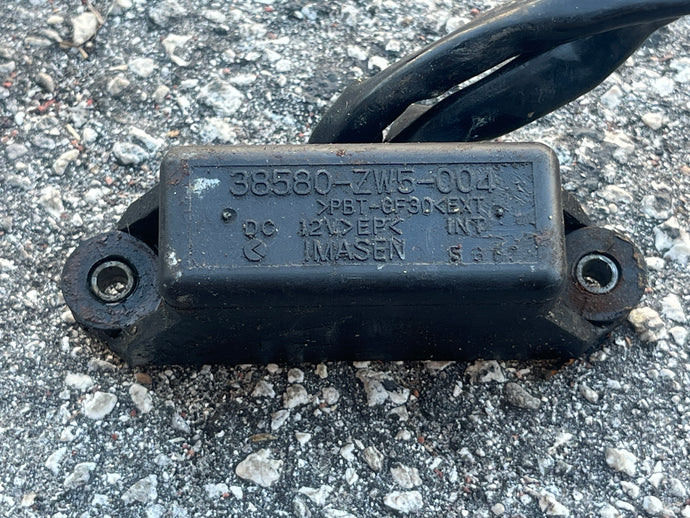 38580-ZW5-004
>PBT-GF30<EXT
DC 12V>EP< INT
IMASEN